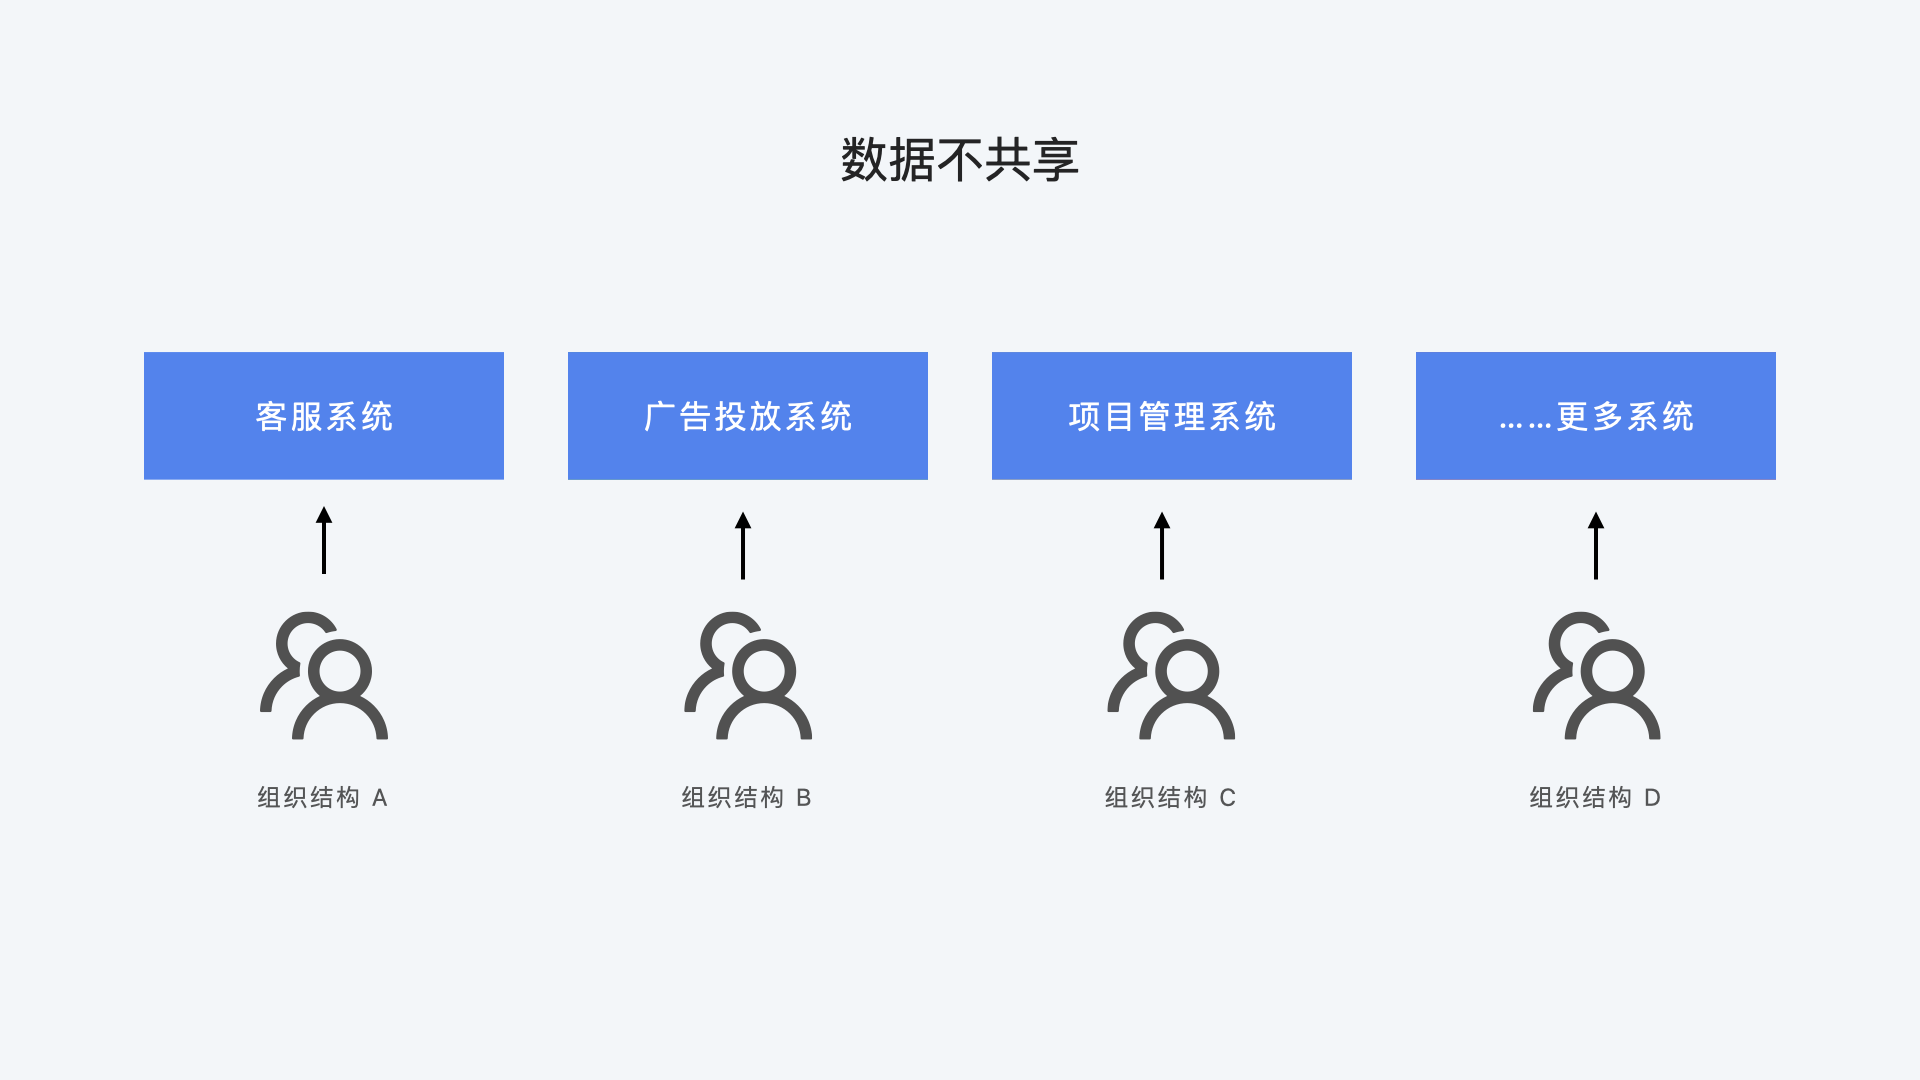 数据不共享
客服系统
广告投放系统
项目管理系统
……更多系统
组织结构 A
组织结构 B
组织结构 C
组织结构 D